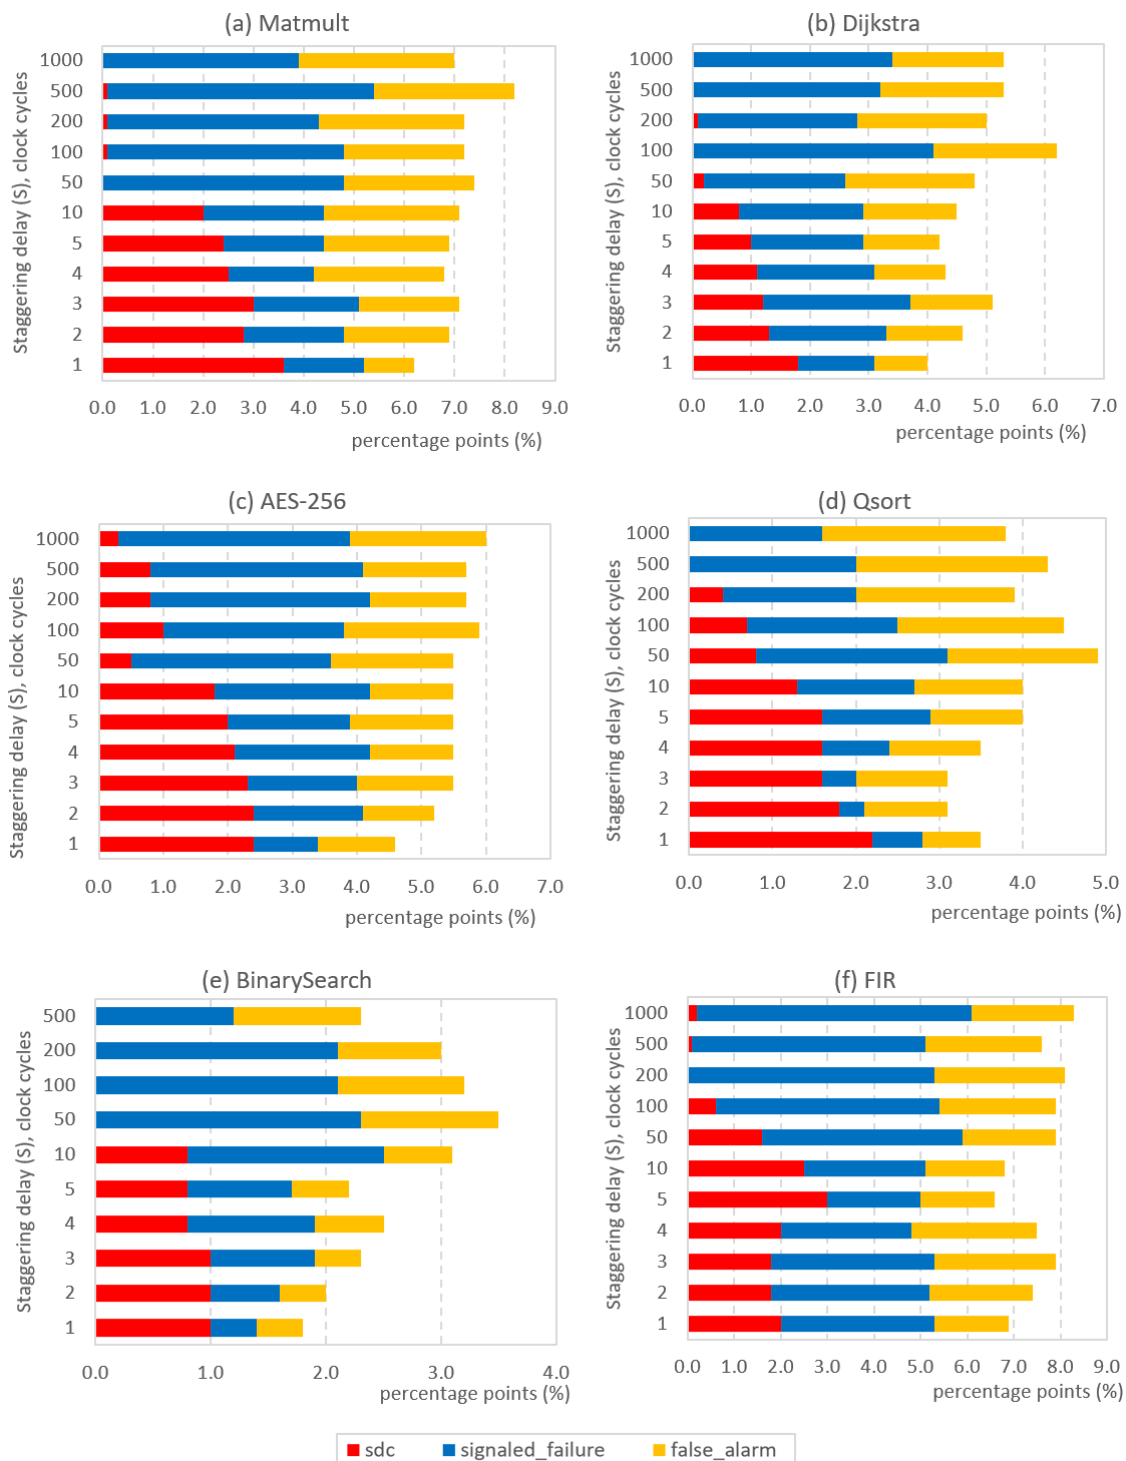 (a) Matmult
Staggering delay (S), clock cycles
1000
500
200
100
50
10
5
4
3
2
1
0.0 1.0 2.0 3.0 4.0 5.0 6.0 7.0 8.0 9.0
percentage points (%)
(b) Dijkstra
Staggering delay (S), clock cycles
1000
500
200
100
50
10
5
4
3
2
1
0.0 1.0 2.0 3.0 4.0 5.0 6.0 7.0
percentage points (%)
(c) AES-256
Staggering delay (S), clock cycles
1000
500
200
100
50
10
5
4
3
2
1
0.0 1.0 2.0 3.0 4.0 5.0 6.0 7.0
percentage points (%)
(d) Qsort
Staggering delay (S), clock cycles
1000
500
200
100
50
10
5
4
3
2
1
0.0 1.0 2.0 3.0 4.0 5.0
percentage points (%)
(e) BinarySearch
Staggering delay (S), clock cycles
500
200
100
50
10
5
4
3
2
1
0.0 1.0 2.0 3.0 4.0
percentage points (%)
(f) FIR
Staggering delay (S), clock cycles
1000
500
200
100
50
10
5
4
3
2
1
0.0 1.0 2.0 3.0 4.0 5.0 6.0 7.0 8.0 9.0
percentage points (%)
sdc signaled_failure false_alarm